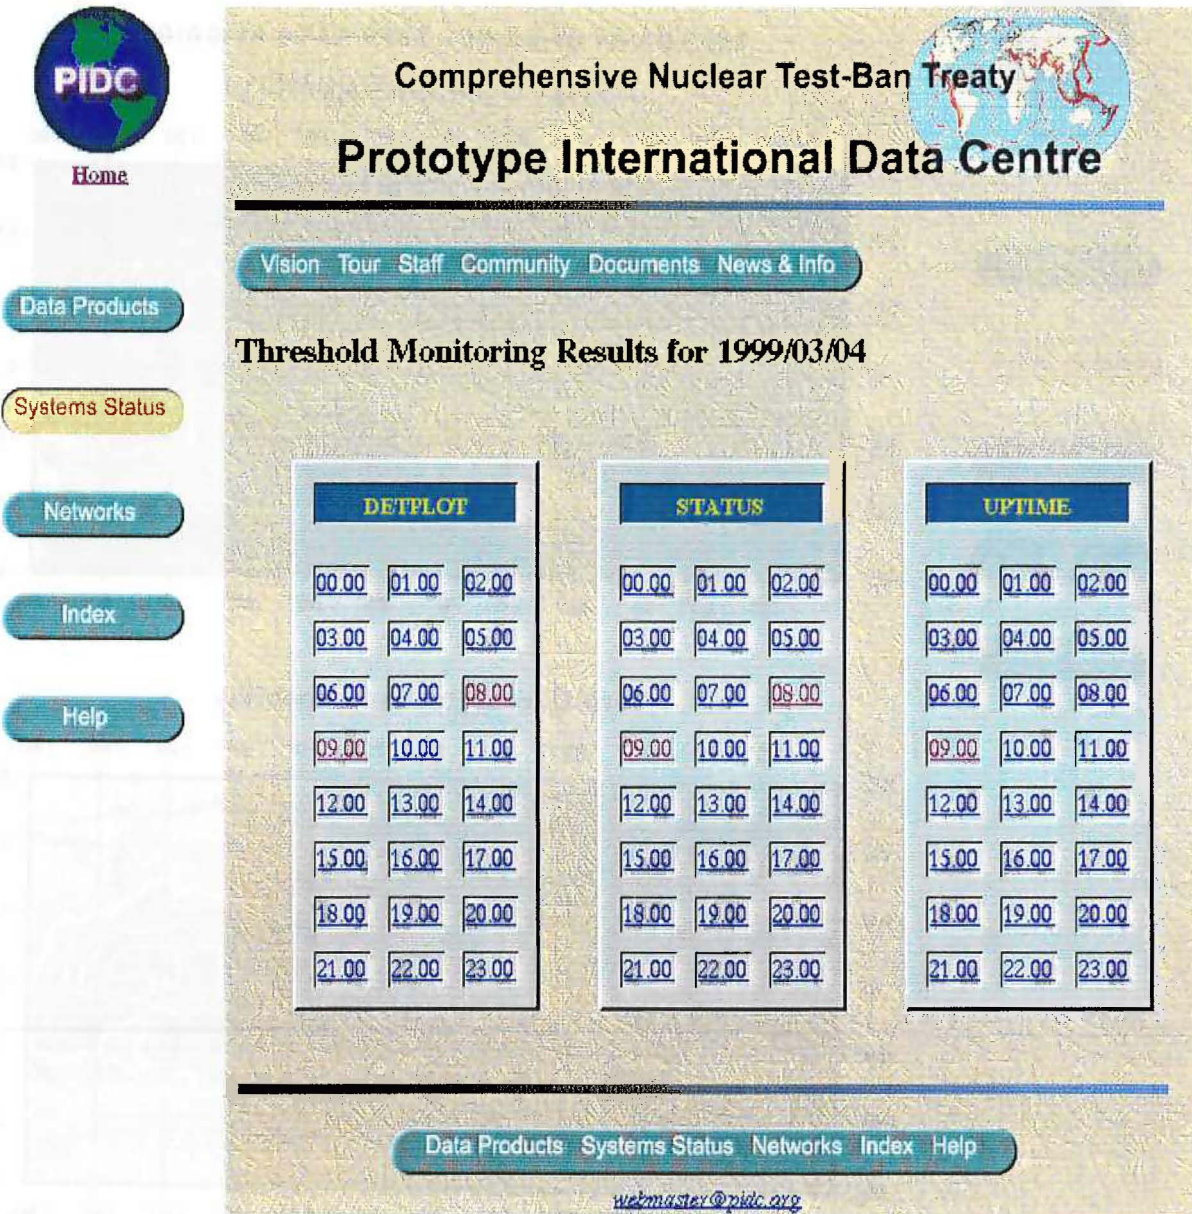 PIDC
Home
Comprehensive Nuclear Test-Ban Treaty
Prototype International Data Centre
Vision Tour Staff Community Documents News & Info
Data Products
Systems Status
Networks
Index
Help
Threshold Monitoring Results for 1999/03/04
DETPLOT
00.00 01.00 02.00
03.00 04.00 05.00
06.00 07.00 08.00
09.00 10.00 11.00
12.00 13.00 14.00
15.00 16.00 17.00
18.00 19.00 20.00
21.00 22.00 23.00
STATUS
00.00 01.00 02.00
03.00 04.00 05.00
06.00 07.00 08.00
09.00 10.00 11.00
12.00 13.00 14.00
15.00 16.00 17.00
18.00 19.00 20.00
21.00 22.00 23.00
UPTIME
00.00 01.00 02.00
03.00 04.00 05.00
06.00 07.00 08.00
09.00 10.00 11.00
12.00 13.00 14.00
15.00 16.00 17.00
18.00 19.00 20.00
21.00 22.00 23.00
Data Products Systems Status Networks Index Help
webmaster@pidc.org